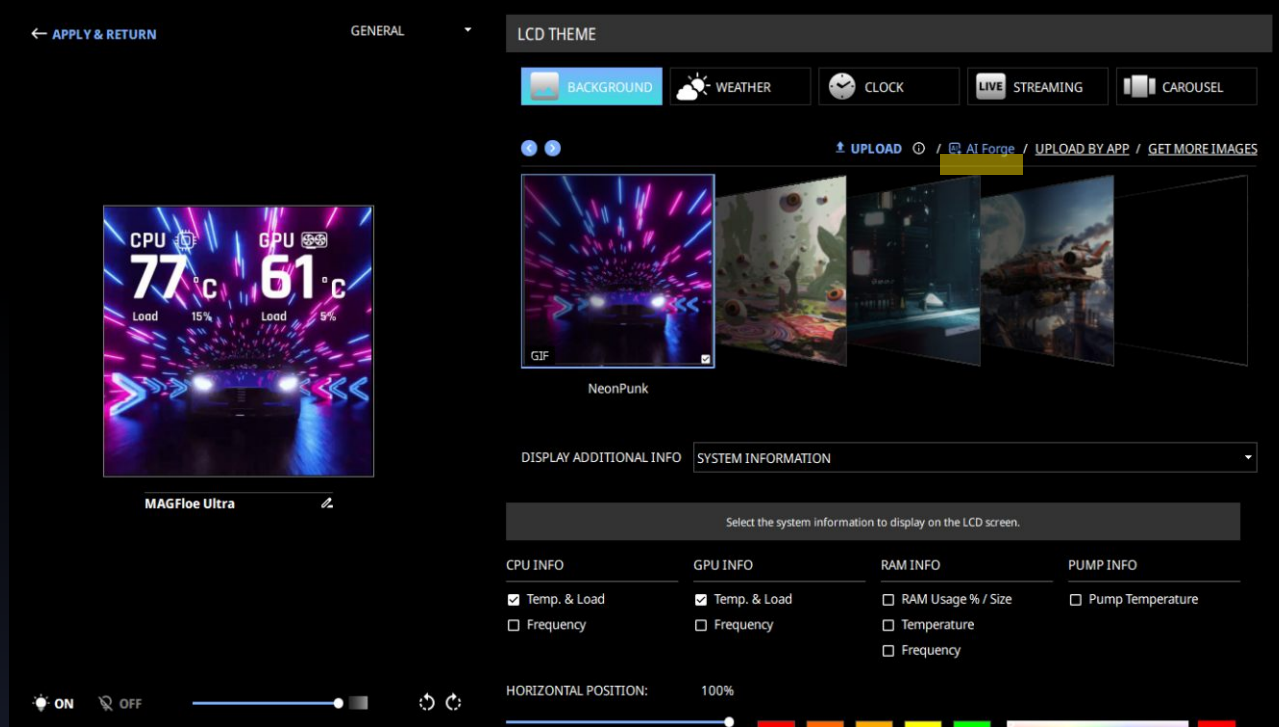 APPLY & RETURN
GENERAL
LCD THEME
BACKGROUND
WEATHER
CLOCK
LIVE STREAMING
CAROUSEL
UPLOAD / AI Forge / UPLOAD BY APP / GET MORE IMAGES
CPU GPU
77°C 61°C
Load 15% Load 5%
GIF
NeonPunk
DISPLAY ADDITIONAL INFO SYSTEM INFORMATION
MAGFloe Ultra
Select the system information to display on the LCD screen.
CPU INFO GPU INFO RAM INFO PUMP INFO
Temp. & Load Temp. & Load RAM Usage % / Size Pump Temperature
Frequency Frequency Temperature
Frequency
HORIZONTAL POSITION: 100%
ON OFF